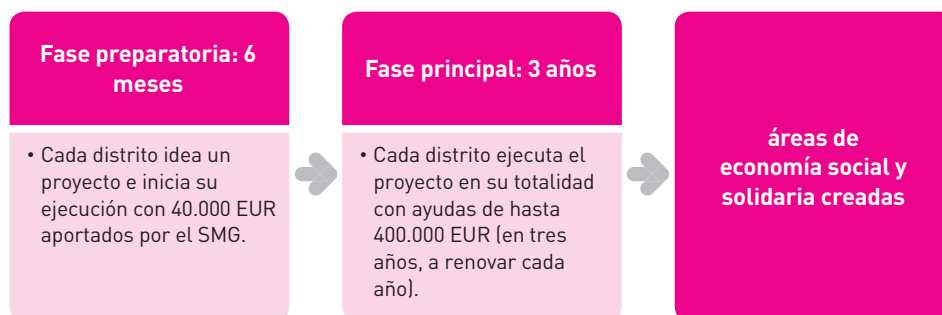 Fase preparatoria: 6
meses
• Cada distrito idea un
proyecto e inicia su
ejecución con 40.000 EUR
aportados por el SMG.
Fase principal: 3 años
• Cada distrito ejecuta el
proyecto en su totalidad
con ayudas de hasta
400.000 EUR (en tres
años, a renovar cada
año).
áreas de
economía social y
solidaria creadas